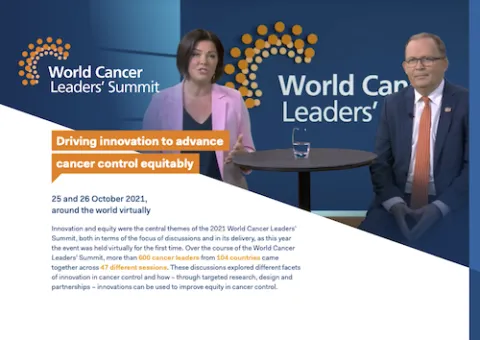 World Cancer
Leaders' Summit
World Canc
Leaders'
Driving innovation to advance
cancer control equitably
25 and 26 October 2021,
around the world virtually
Innovation and equity were the central themes of the 2021 World Cancer Leaders'
Summit, both in terms of the focus of discussions and in its delivery, as this year
the event was held virtually for the first time. Over the course of the World Cancer
Leaders' Summit, more than 600 cancer leaders from 104 countries came
together across 47 different sessions. These discussions explored different facets
of innovation in cancer control and how – through targeted research, design and
partnerships – innovations can be used to improve equity in cancer control.